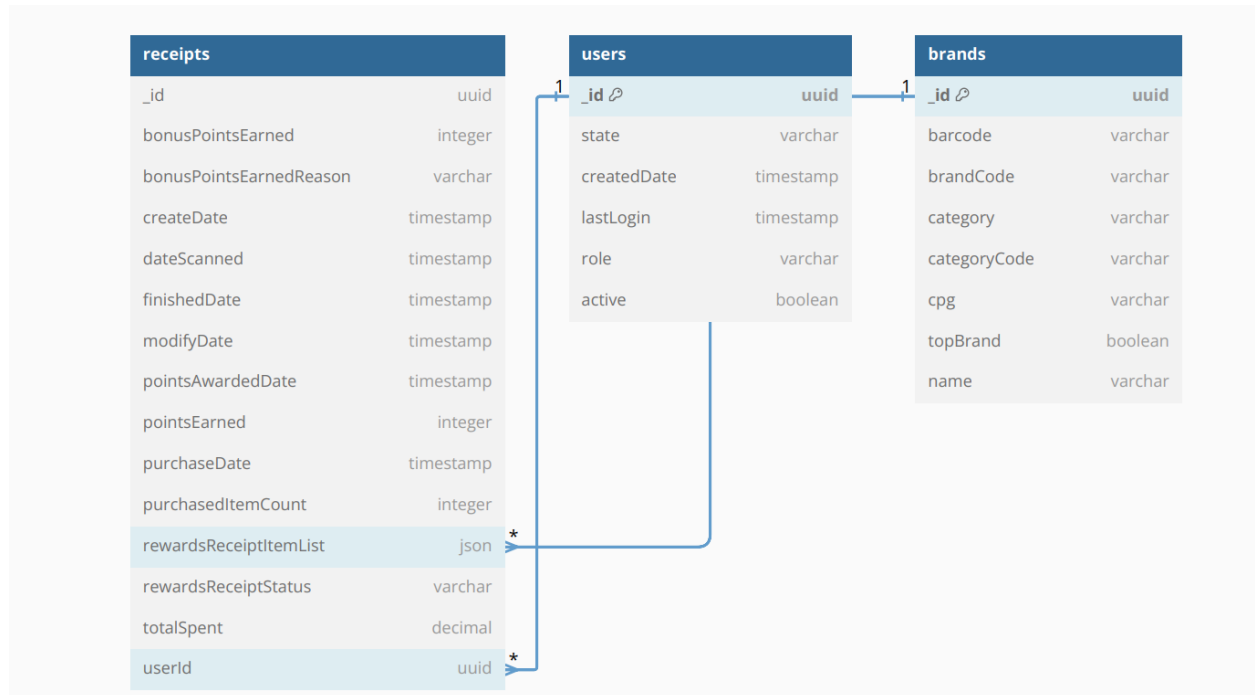 receipts
_id uuid
bonusPointsEarned integer
bonusPointsEarnedReason varchar
createDate timestamp
dateScanned timestamp
finishedDate timestamp
modifyDate timestamp
pointsAwardedDate timestamp
pointsEarned integer
purchaseDate timestamp
purchasedItemCount integer
rewardsReceiptItemList json
rewardsReceiptStatus varchar
totalSpent decimal
userId uuid
*
*
users
1
_id uuid
state varchar
createdDate timestamp
lastLogin timestamp
role varchar
active boolean
brands
1
_id uuid
barcode varchar
brandCode varchar
category varchar
categoryCode varchar
cpg varchar
topBrand boolean
name varchar